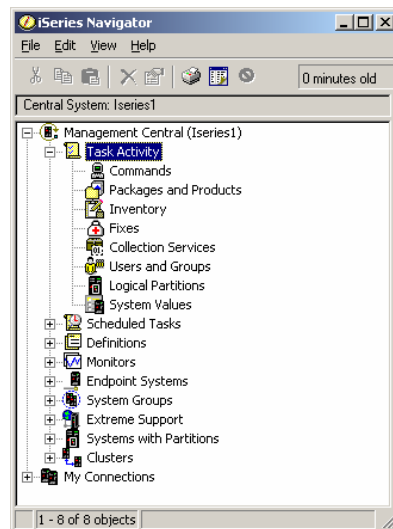 iSeries Navigator
File Edit View Help
0 minutes old
Central System: Iseries1
Management Central (Iseries1)
Task Activity
Commands
Packages and Products
Inventory
Fixes
Collection Services
Users and Groups
Logical Partitions
System Values
Scheduled Tasks
Definitions
Monitors
Endpoint Systems
System Groups
Extreme Support
Systems with Partitions
Clusters
My Connections
1 - 8 of 8 objects